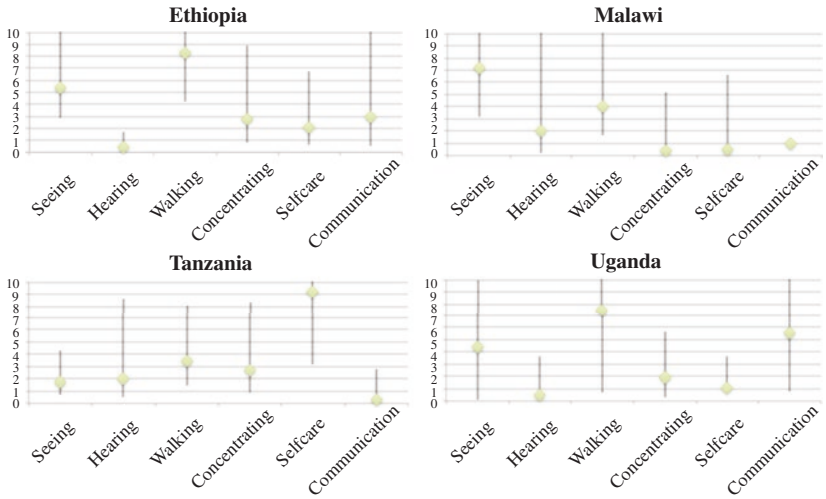 Ethiopia
10
9
8
7
6
5
4
3
2
1
0
Seeing
Hearing
Walking
Concentrating
Selfcare
Communication
Malawi
10
9
8
7
6
5
4
3
2
1
0
Seeing
Hearing
Walking
Concentrating
Selfcare
Communication
Tanzania
10
9
8
7
6
5
4
3
2
1
0
Seeing
Hearing
Walking
Concentrating
Selfcare
Communication
Uganda
10
9
8
7
6
5
4
3
2
1
0
Seeing
Hearing
Walking
Concentrating
Selfcare
Communication